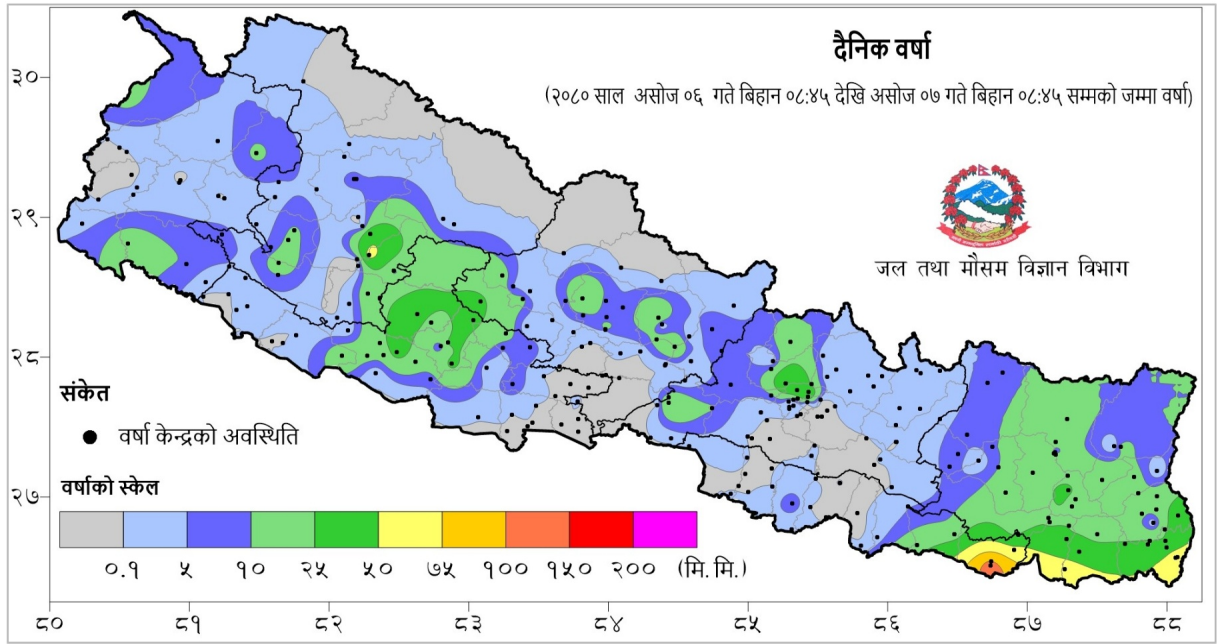 दैनिक वर्षा
(२०८० साल असोज ०६ गते बिहान ०८:४५ देखि असोज ०७ गते बिहान ०८:४५ सम्मको जम्मा वर्षा)
३०
२९
जल तथा मौसम विज्ञान विभाग
२८
संकेत
वर्षा केन्द्रको अवस्थिति
वर्षाको स्केल
२७
०.१ ५ १० २५ ५० ७५ १०० १५० २०० (मि.मि.)
८० ८१ ८२ ८३ ८४ ८५ ८६ ८७ ८८